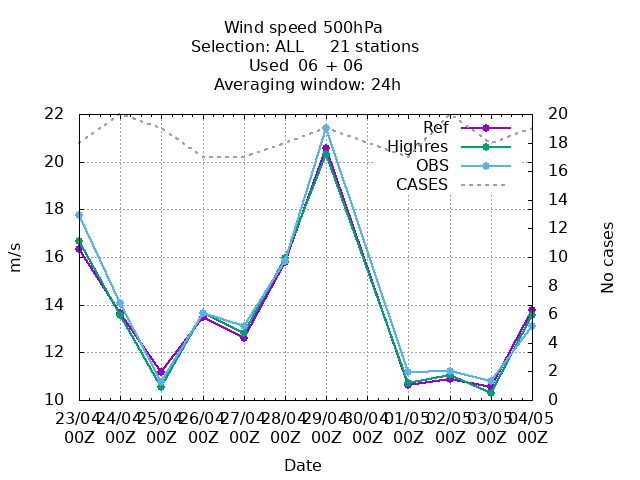 Wind speed 500hPa
Selection: ALL     21 stations
Used  06 + 06
Averaging window: 24h
22
20
18
16
14
12
10
m/s
20
18
16
14
12
10
8
6
4
2
0
No cases
Ref
Highres
OBS
CASES
23/04 24/04 25/04 26/04 27/04 28/04 29/04 30/04 01/05 02/05 03/05 04/05
00Z 00Z 00Z 00Z 00Z 00Z 00Z 00Z 00Z 00Z 00Z 00Z
Date